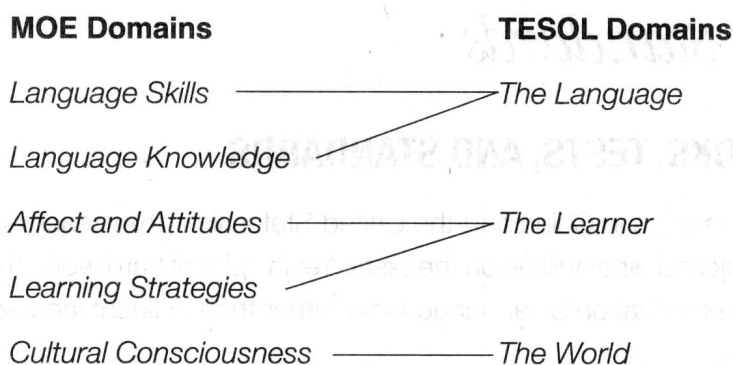 MOE Domains TESOL Domains
Language Skills The Language
Language Knowledge
Affect and Attitudes The Learner
Learning Strategies
Cultural Consciousness The World